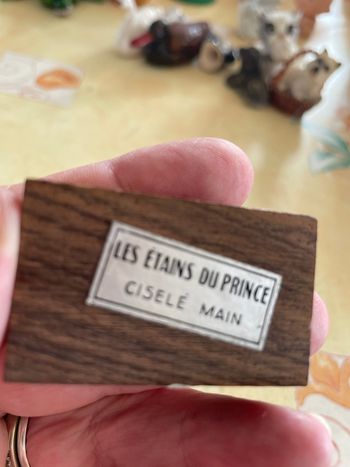 LES ÉTAINS DU PRINCE
CISELÉ MAIN